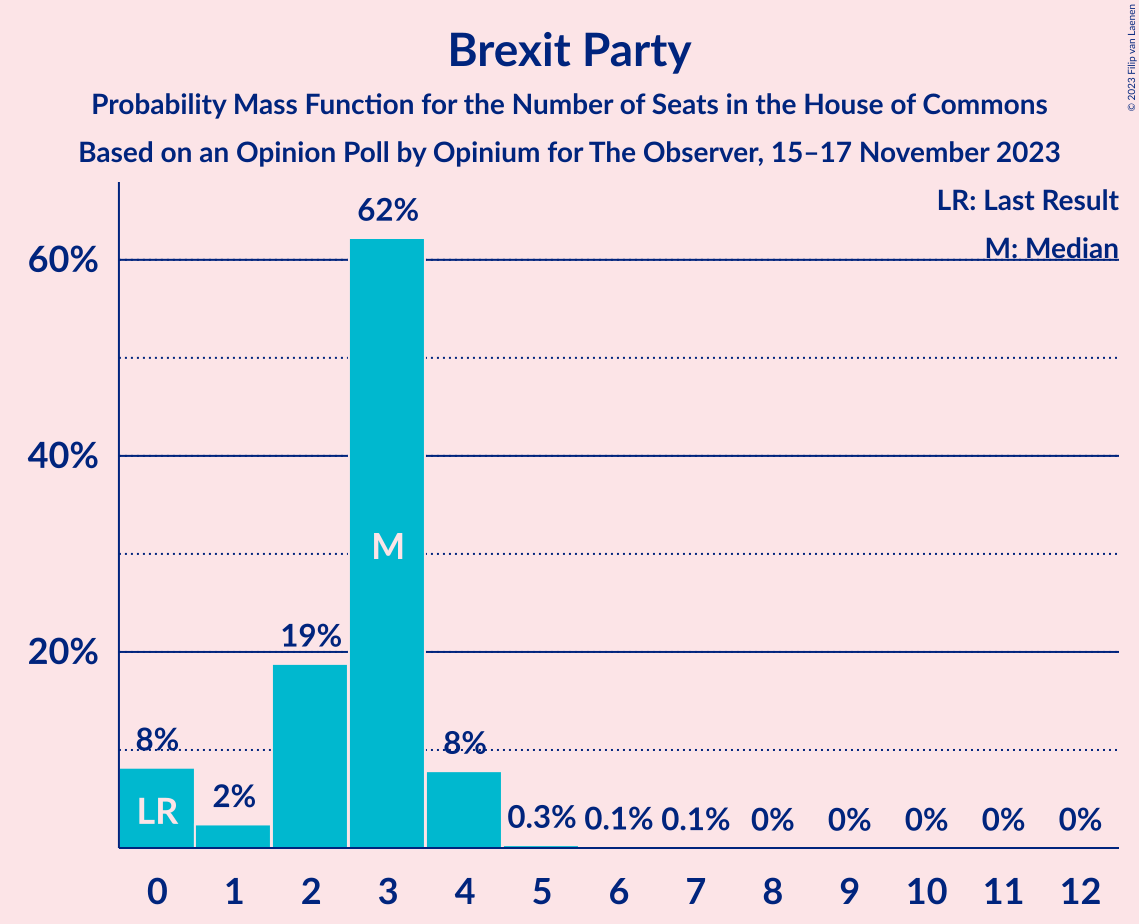 Brexit Party
Probability Mass Function for the Number of Seats in the House of Commons
Based on an Opinion Poll by Opinium for The Observer, 15–17 November 2023
© 2023 Filip van Laenen
LR: Last Result
M: Median
60%
40%
20%
8%
2%
19%
62%
8%
0.3%
0.1%
0.1%
0%
0%
0%
0%
0%
LR
M
0 1 2 3 4 5 6 7 8 9 10 11 12